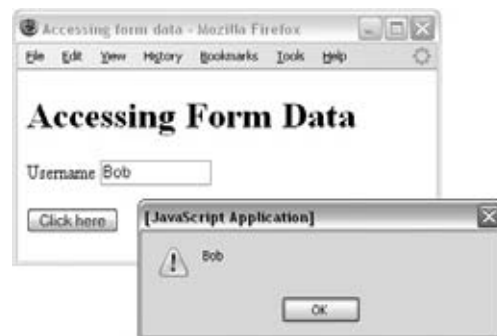 Accessing form data - Mozilla Firefox
File Edit View History Bookmarks Tools Help
Accessing Form Data
Username Bob
Click here
[JavaScript Application]
Bob
OK